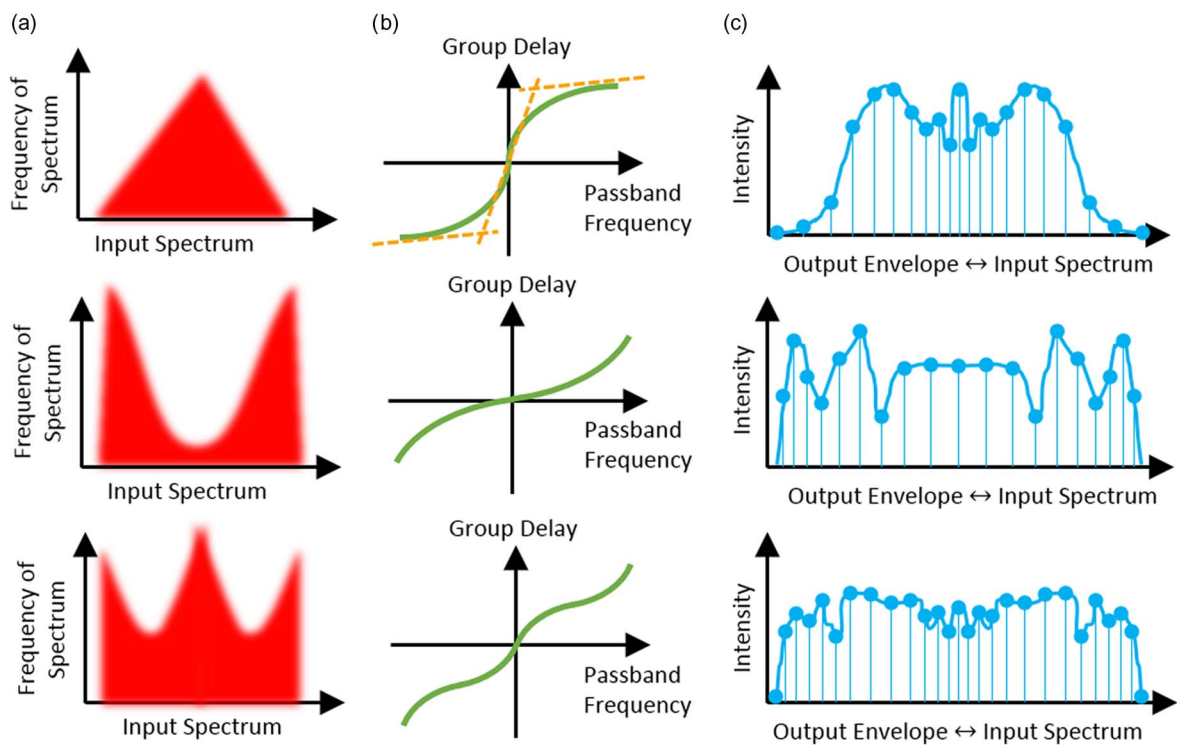 (a)
(b)
(c)
Frequency of
Spectrum
Input Spectrum
Group Delay
Passband
Frequency
Intensity
Output Envelope ↔ Input Spectrum
Frequency of
Spectrum
Input Spectrum
Group Delay
Passband
Frequency
Intensity
Output Envelope ↔ Input Spectrum
Frequency of
Spectrum
Input Spectrum
Group Delay
Passband
Frequency
Intensity
Output Envelope ↔ Input Spectrum